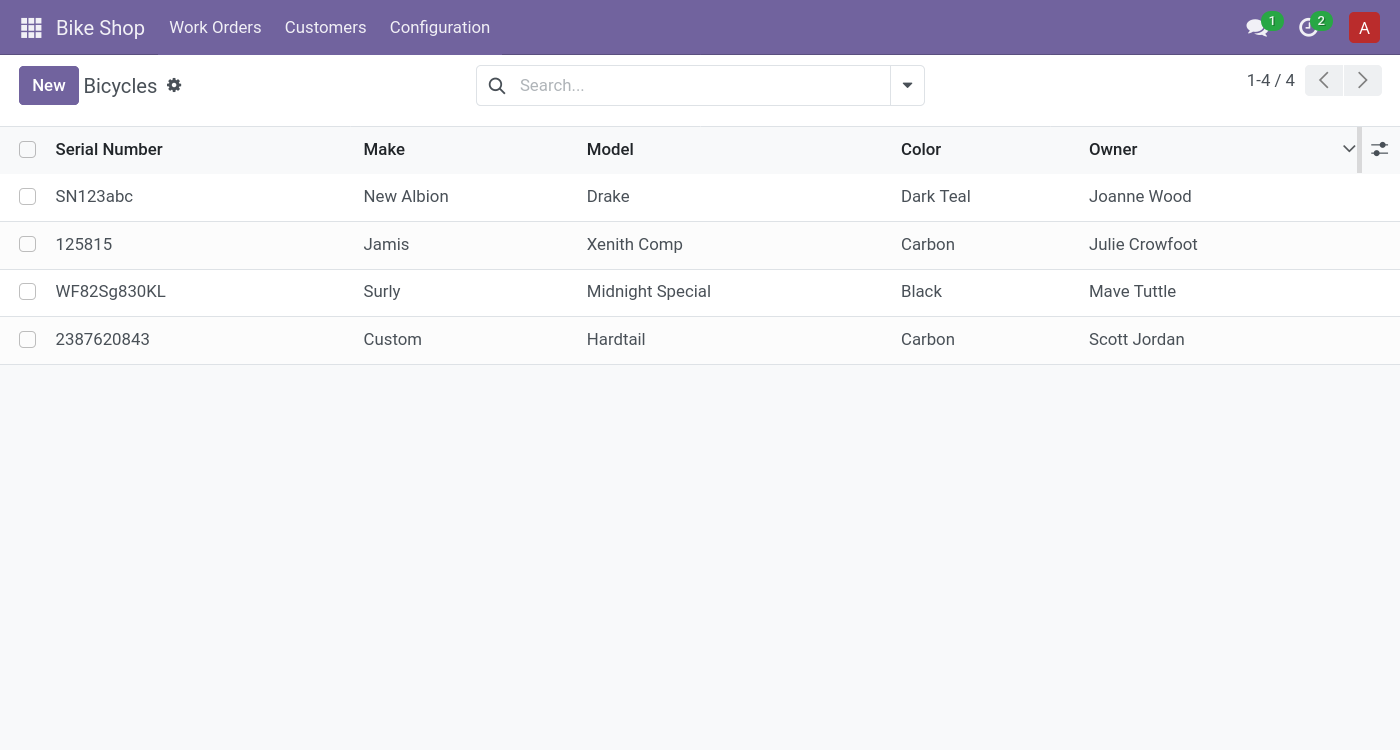 Bike Shop Work Orders Customers Configuration 1 2 A
New Bicycles Search... 1-4 / 4
Serial Number Make Model Color Owner
SN123abc New Albion Drake Dark Teal Joanne Wood
125815 Jamis Xenith Comp Carbon Julie Crowfoot
WF82Sg830KL Surly Midnight Special Black Mave Tuttle
2387620843 Custom Hardtail Carbon Scott Jordan